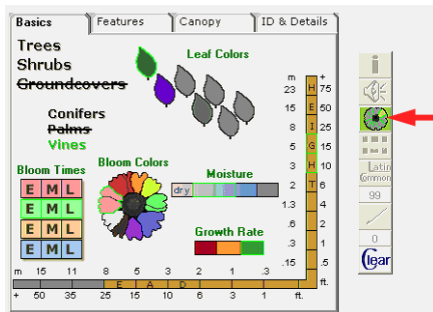 Basics Features Canopy ID & Details
Trees
Shrubs
Groundcovers
Conifers
Palms
Vines
Leaf Colors
Bloom Times
E M L
E M L
E M L
E M L
Bloom Colors
Moisture
dry
Growth Rate
m +
23 H 75
15 E 50
8 I 25
5 G 15
3 H 10
2 T 6
1.3 4
.6 2
.3 1
.15 .5
ft.
m 15 11 8 5 3 2 1 .3
E A D
+ 50 35 25 15 10 6 3 1 ft.
i
Latin
Common
99
0
Clear